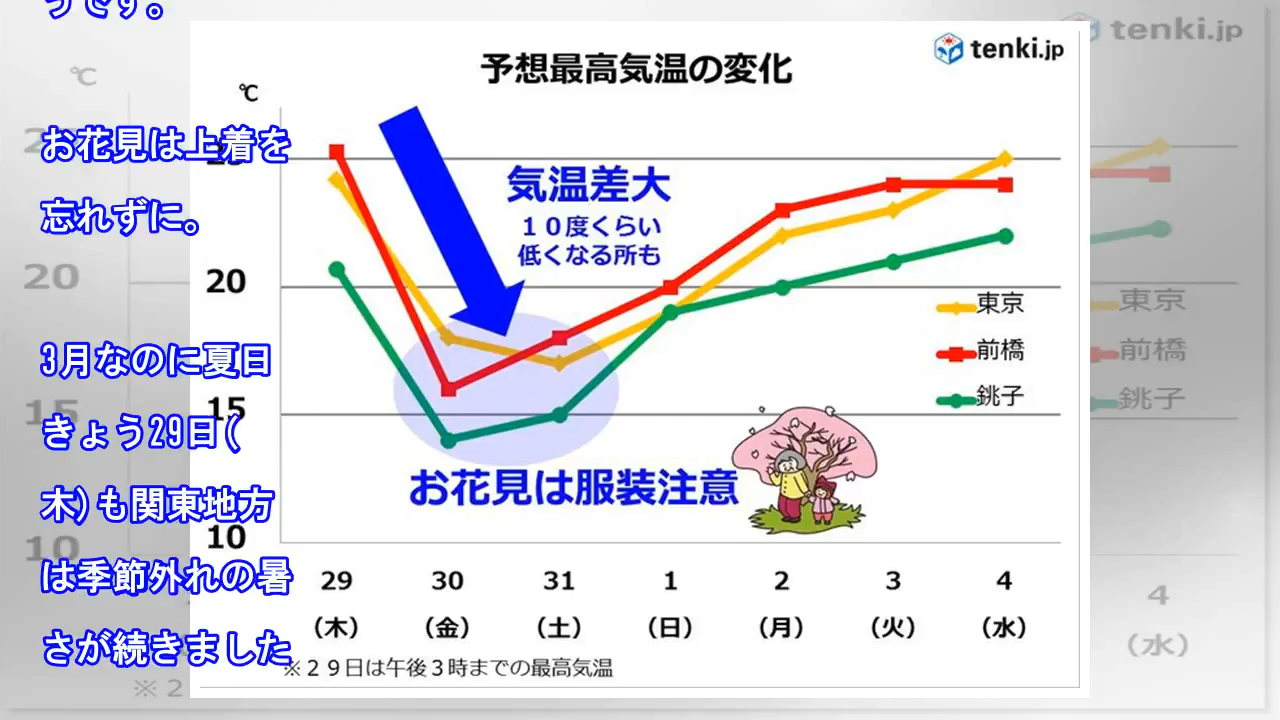 うです。
お花見は上着を
忘れずに。
3月なのに夏日
きょう29日(
木)も関東地方
は季節外れの暑
さが続きました
tenki.jp
予想最高気温の変化
℃
気温差大
１０度くらい
低くなる所も
20
15
10
東京
前橋
銚子
お花見は服装注意
29 30 31 1 2 3 4
（木） （金） （土） （日） （月） （火） （水）
※２９日は午後３時までの最高気温
tenki.jp
℃
20
15
10
東京
前橋
銚子
4
（水）
※２